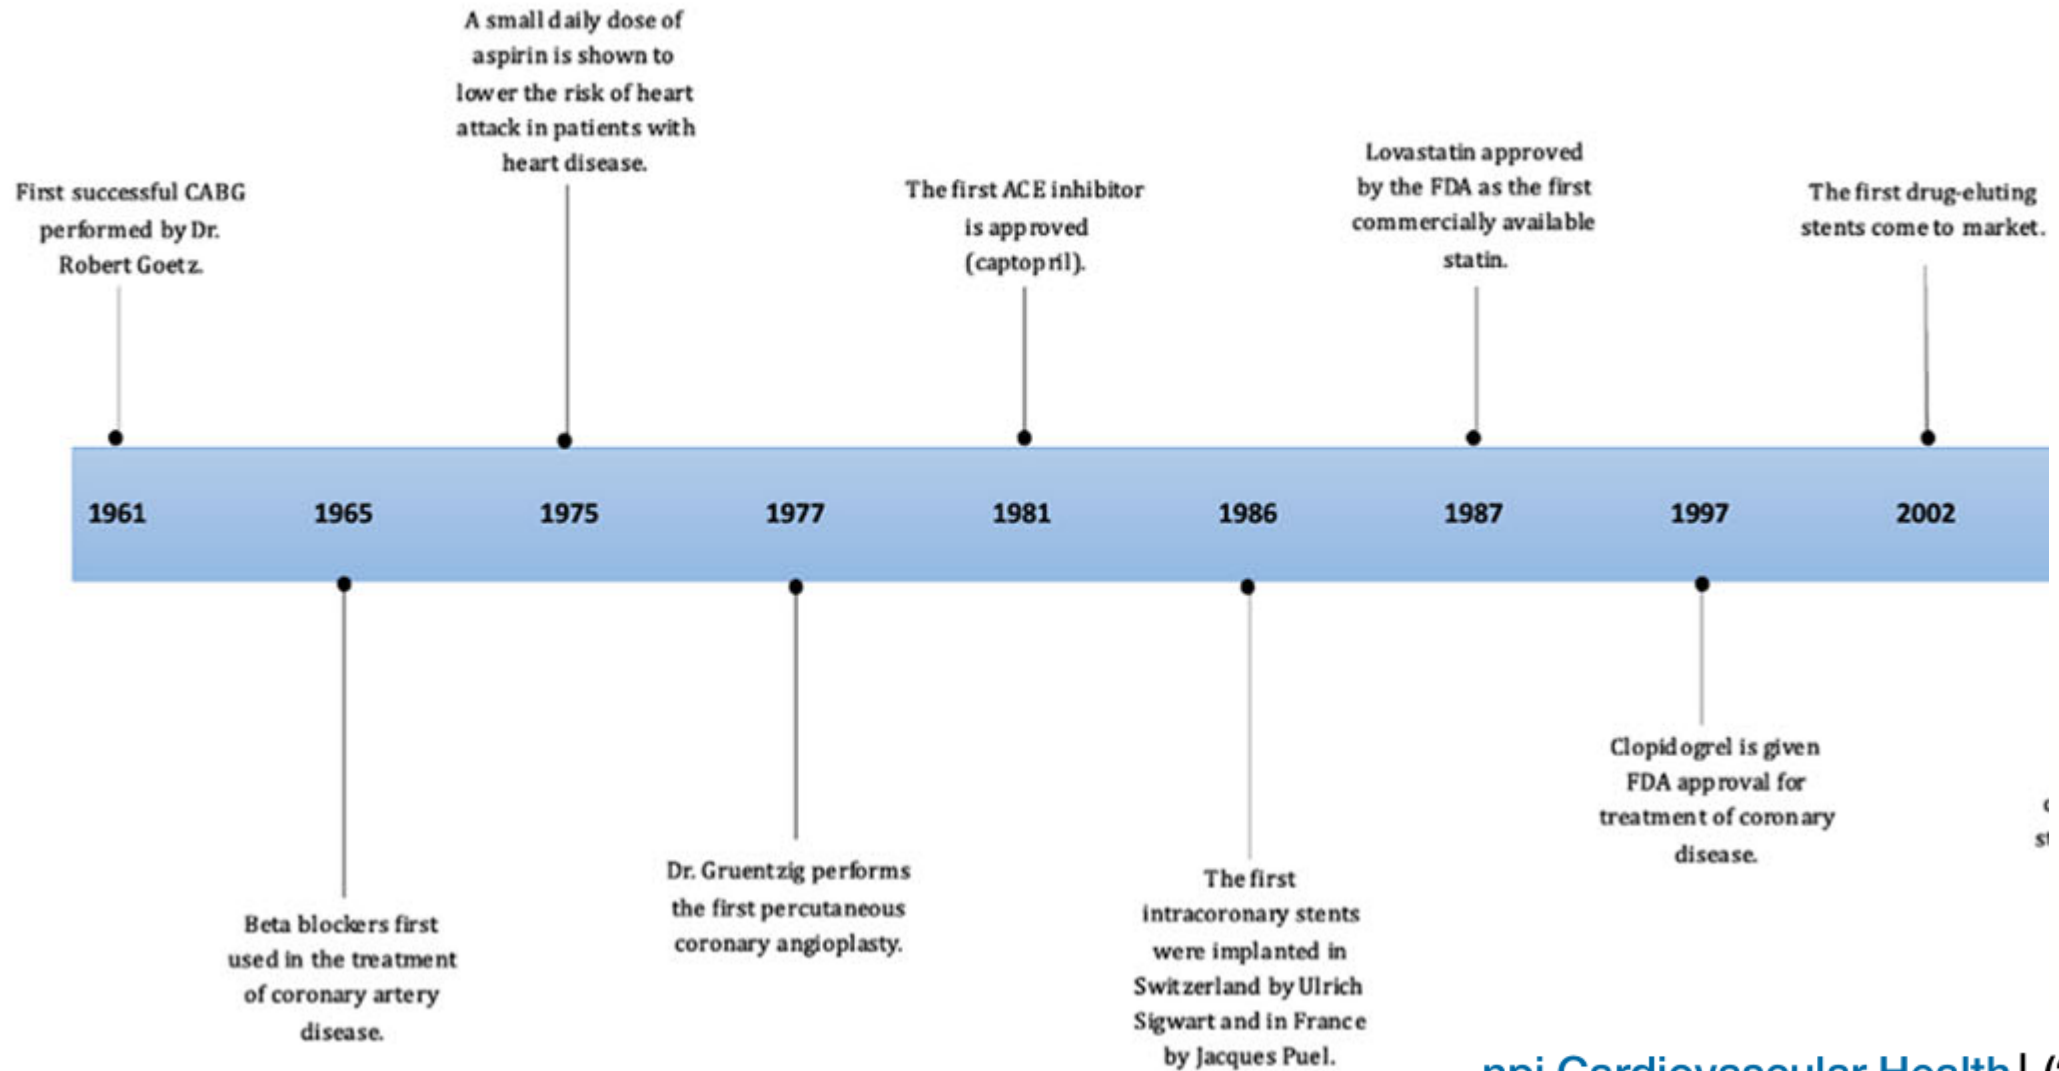 First successful CABG
performed by Dr.
Robert Goetz.
A small daily dose of
aspirin is shown to
lower the risk of heart
attack in patients with
heart disease.
The first ACE inhibitor
is approved
(captopril).
Lovastatin approved
by the FDA as the first
commercially available
statin.
The first drug-eluting
stents come to market.
1961 1965 1975 1977 1981 1986 1987 1997 2002
Beta blockers first
used in the treatment
of coronary artery
disease.
Dr. Gruentzig performs
the first percutaneous
coronary angioplasty.
The first
intracoronary stents
were implanted in
Switzerland by Ulrich
Sigwart and in France
by Jacques Puel.
Clopidogrel is given
FDA approval for
treatment of coronary
disease.
npj Cardiovascular Health |